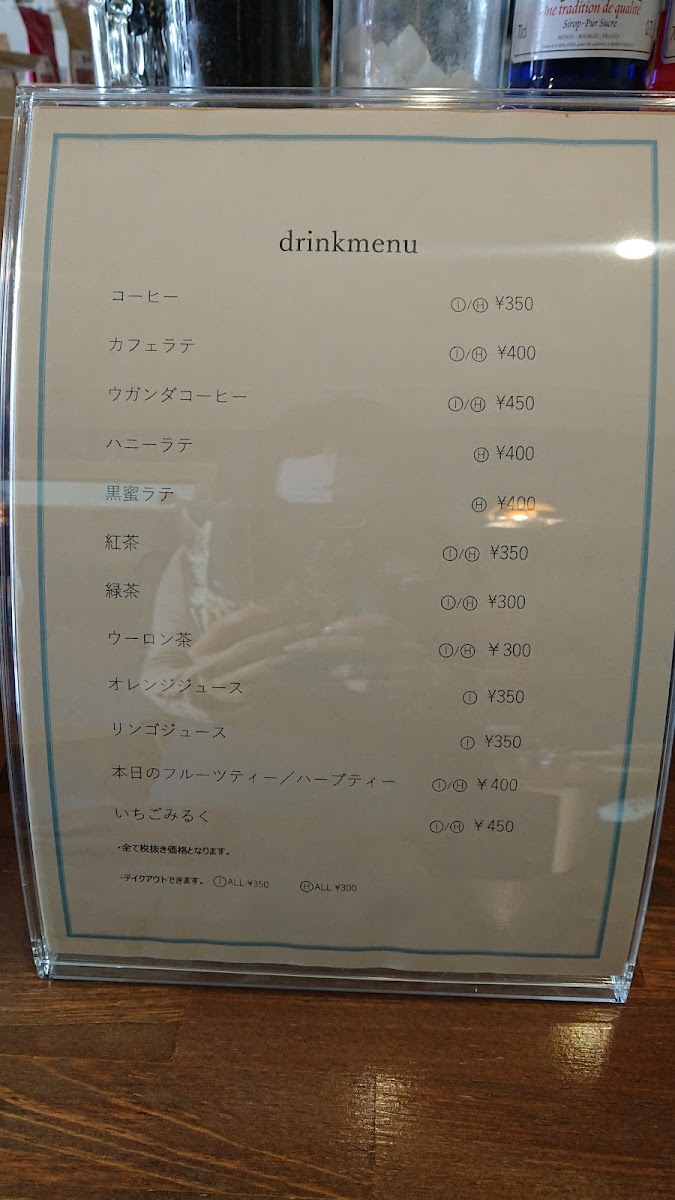 Une tradition de qualité
Sirop - Pur Sucre
70cl
drinkmenu
コーヒー Ⓘ/Ⓗ ¥350
カフェラテ Ⓘ/Ⓗ ¥400
ウガンダコーヒー Ⓘ/Ⓗ ¥450
ハニーラテ Ⓗ ¥400
黒蜜ラテ Ⓗ ¥400
紅茶 Ⓘ/Ⓗ ¥350
緑茶 Ⓘ/Ⓗ ¥300
ウーロン茶 Ⓘ/Ⓗ ¥300
オレンジジュース Ⓘ ¥350
リンゴジュース Ⓘ ¥350
本日のフルーツティー／ハーブティー Ⓘ/Ⓗ ¥400
いちごみるく Ⓘ/Ⓗ ¥450
・全て税抜き価格となります。
・テイクアウトできます。 ⒾALL ¥350 ⒽALL ¥300